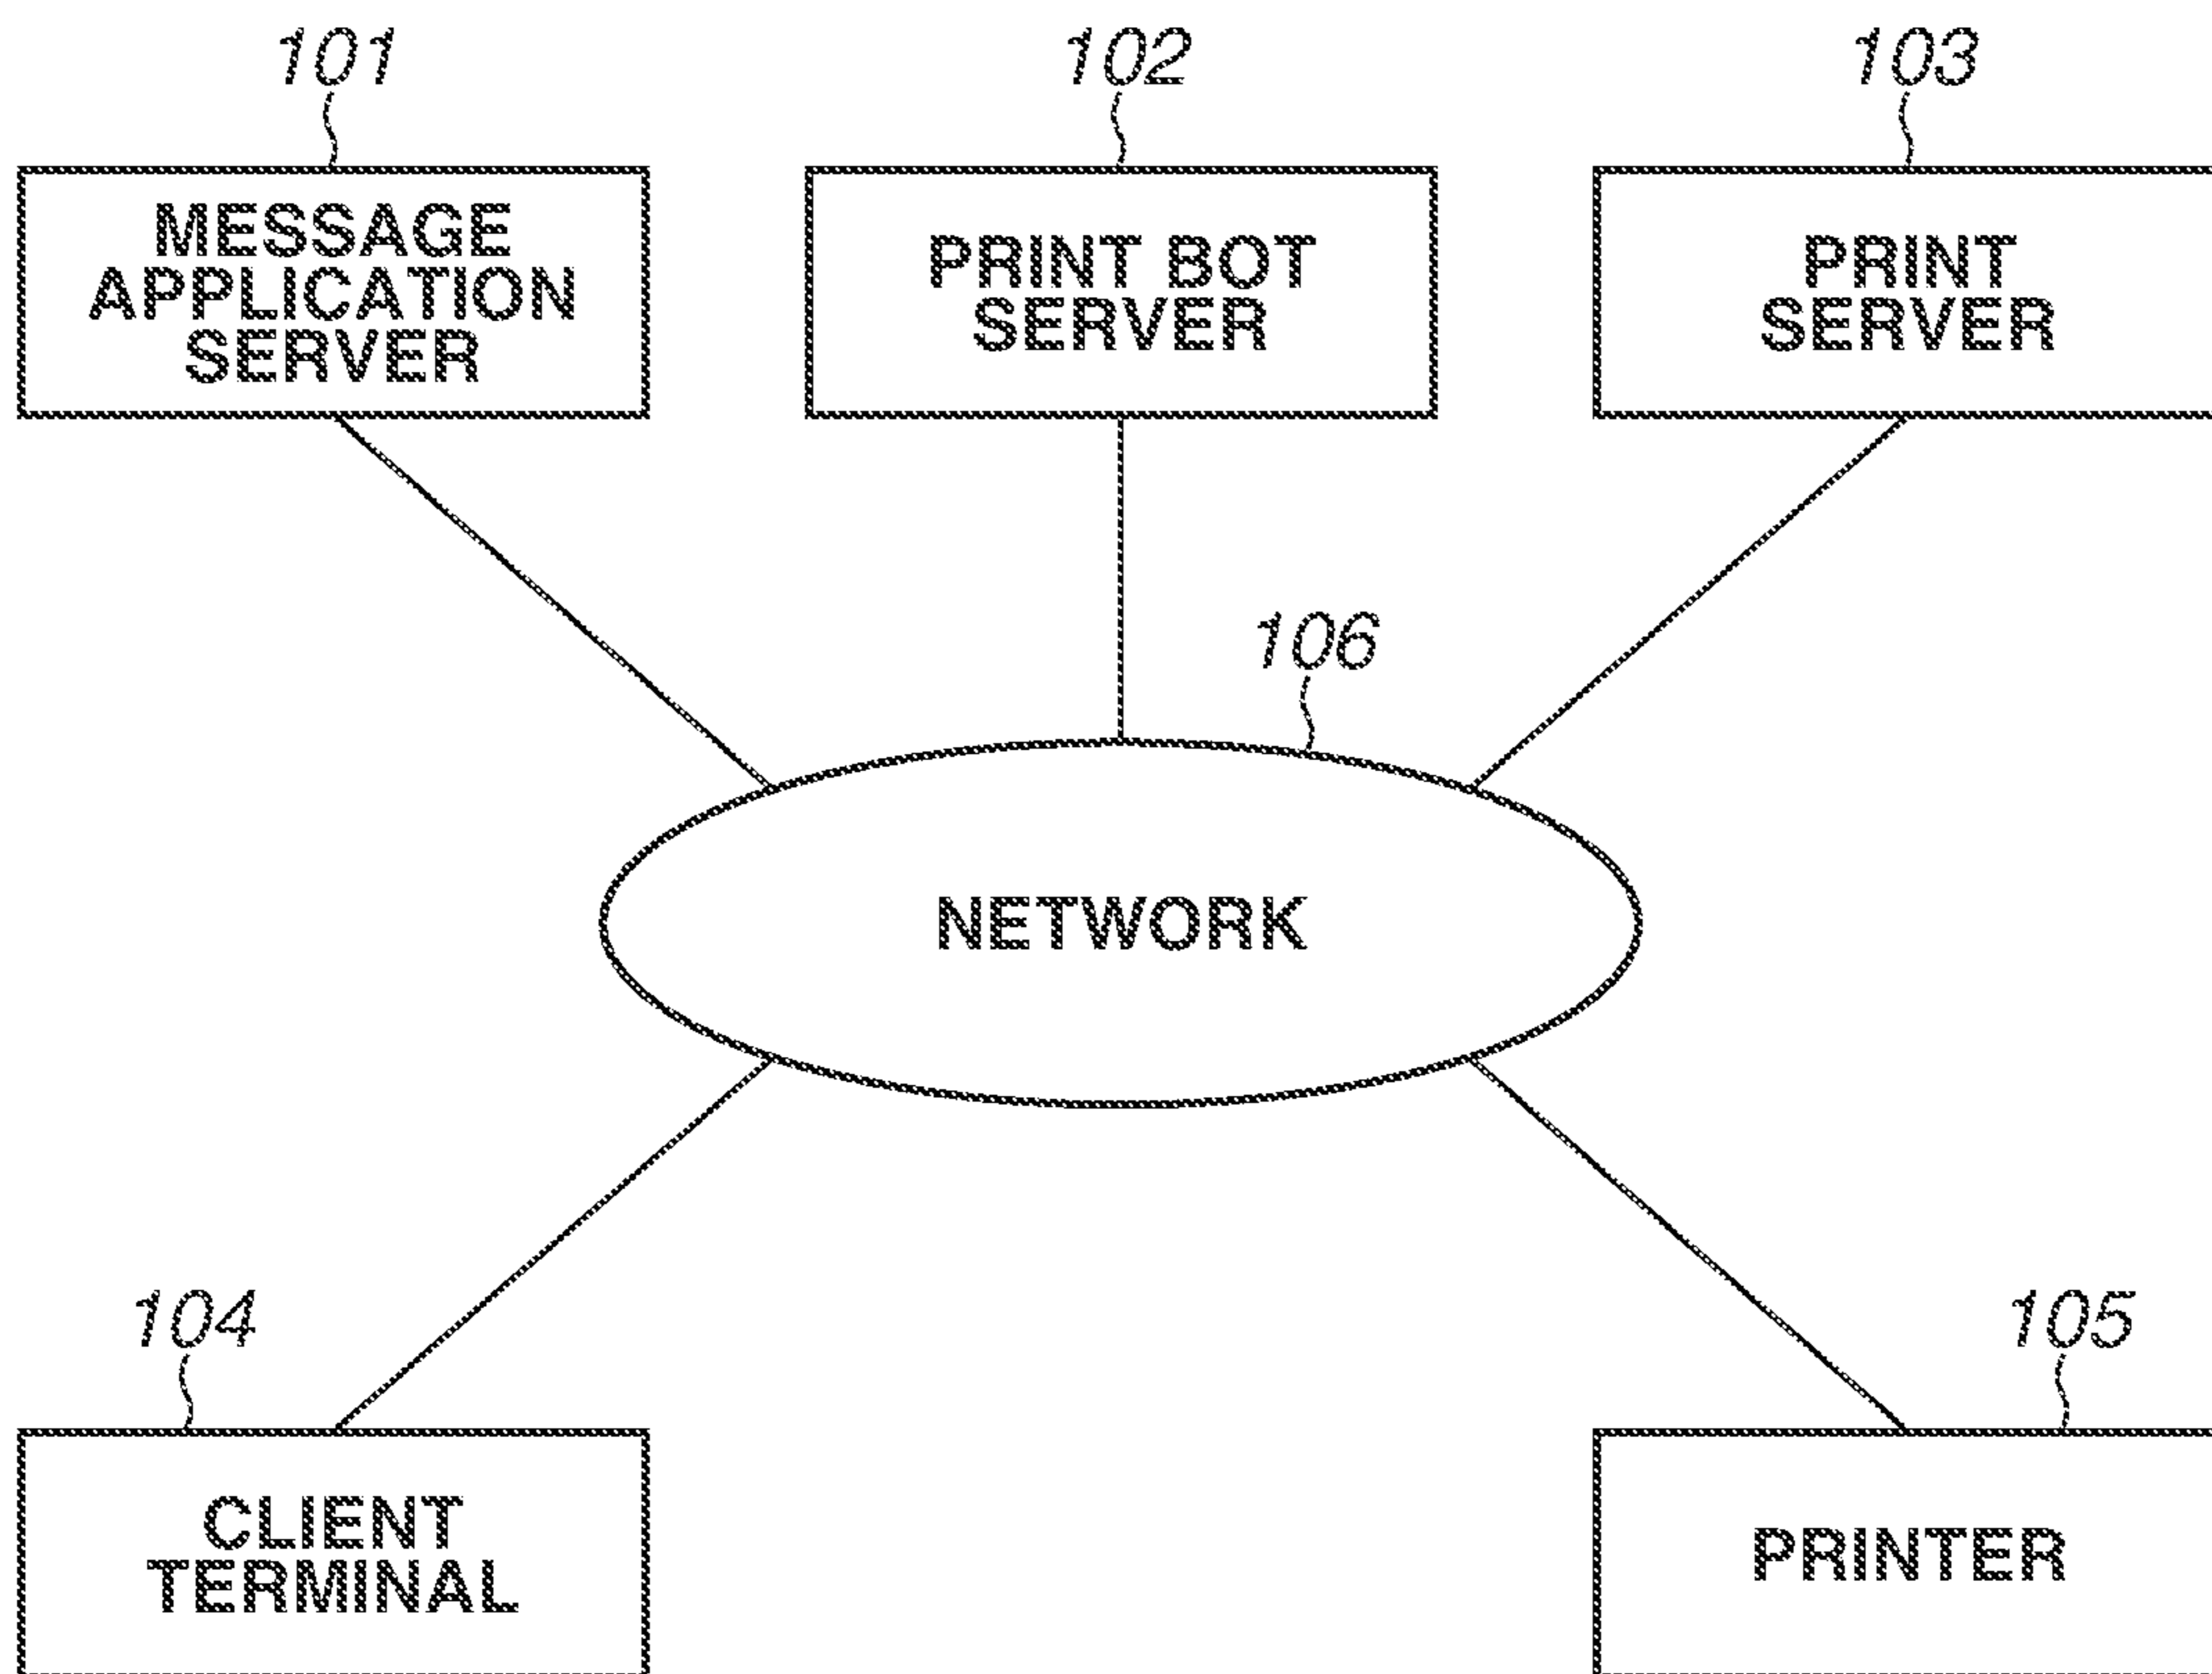 101
102
103
MESSAGE
APPLICATION
SERVER
PRINT BOT
SERVER
PRINT
SERVER
106
NETWORK
104
105
CLIENT
TERMINAL
PRINTER